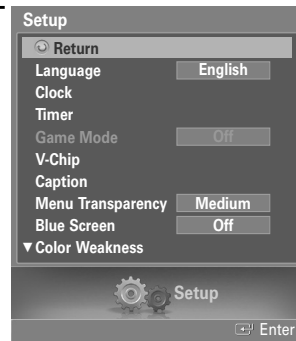 Setup
Return
Language English
Clock
Timer
Game Mode Off
V-Chip
Caption
Menu Transparency Medium
Blue Screen Off
▼ Color Weakness
Setup
Enter